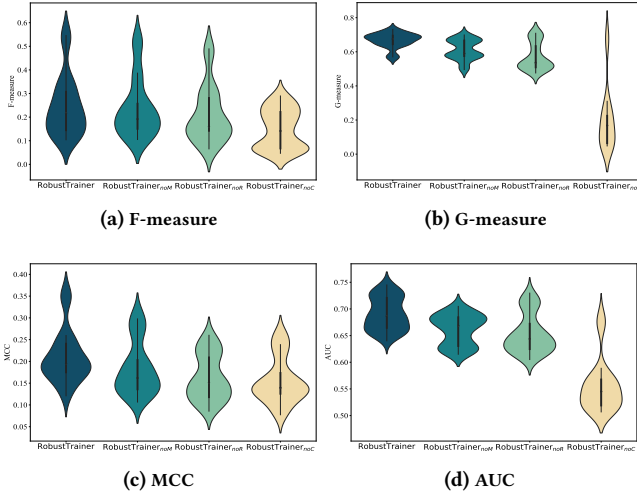 0.6
0.5
0.4
0.3
0.2
0.1
0.0
F-measure
RobustTrainer RobustTrainer_noM RobustTrainer_noR RobustTrainer_noC
(a) F-measure
0.8
0.6
0.4
0.2
0.0
G-measure
RobustTrainer RobustTrainer_noM RobustTrainer_noR RobustTrainer_no
(b) G-measure
0.40
0.35
0.30
0.25
0.20
0.15
0.10
0.05
MCC
RobustTrainer RobustTrainer_noM RobustTrainer_noR RobustTrainer_noC
(c) MCC
0.75
0.70
0.65
0.60
0.55
0.50
AUC
RobustTrainer RobustTrainer_noM RobustTrainer_noR RobustTrainer_noC
(d) AUC